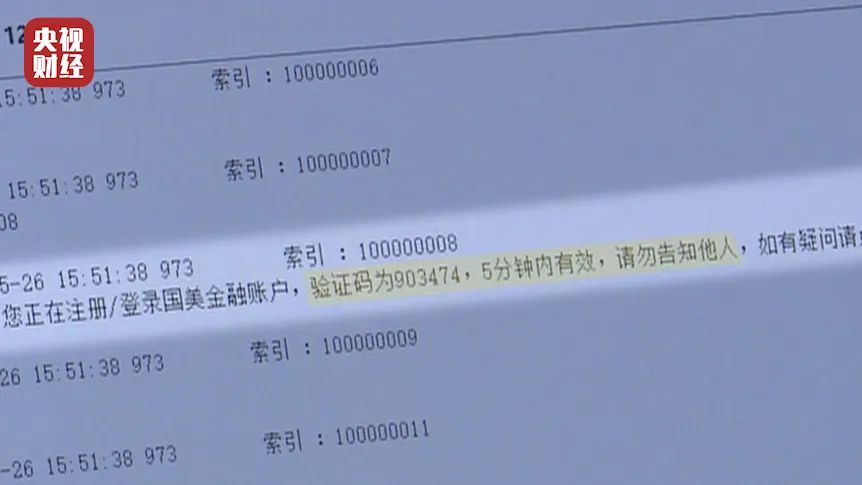 12
央视
财经
15:51:38 973 索引 : 100000006
15:51:38 973 索引 : 100000007
08
5-26 15:51:38 973 索引 : 100000008
您正在注册/登录国美金融账户，验证码为903474，5分钟内有效，请勿告知他人，如有疑问请
26 15:51:38 973 索引 : 100000009
-26 15:51:38 973 索引 : 100000011